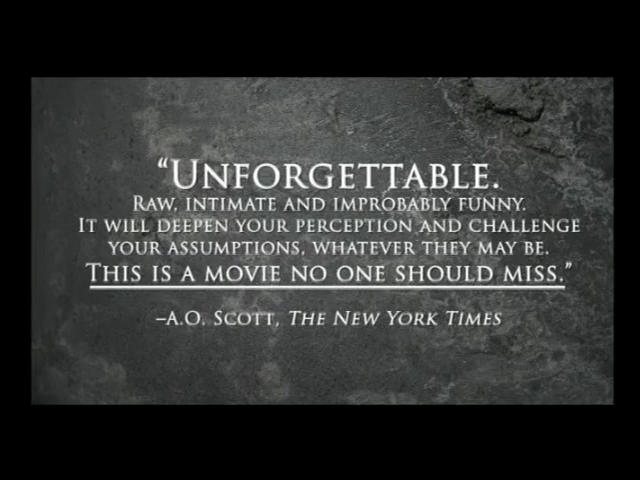 “Unforgettable.
Raw, intimate and improbably funny.
It will deepen your perception and challenge
your assumptions, whatever they may be.
This is a movie no one should miss.”
–A.O. Scott, The New York Times